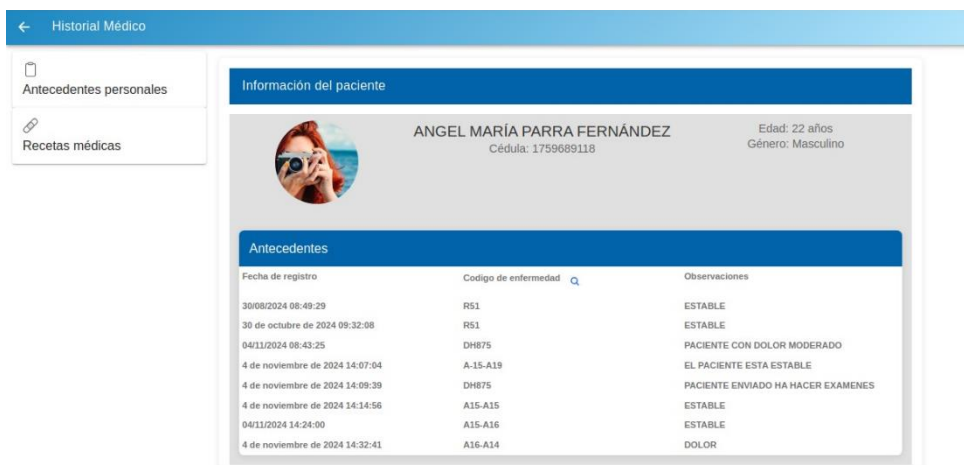 Historial Médico
Antecedentes personales
Recetas médicas
Información del paciente
ANGEL MARÍA PARRA FERNÁNDEZ
Cédula: 1759689118
Edad: 22 años
Género: Masculino
Antecedentes
Fecha de registro Codigo de enfermedad Observaciones
30/08/2024 08:49:29 R51 ESTABLE
30 de octubre de 2024 09:32:08 R51 ESTABLE
04/11/2024 08:43:25 DH875 PACIENTE CON DOLOR MODERADO
4 de noviembre de 2024 14:07:04 A-15-A19 EL PACIENTE ESTA ESTABLE
4 de noviembre de 2024 14:09:39 DH875 PACIENTE ENVIADO HA HACER EXAMENES
4 de noviembre de 2024 14:14:56 A15-A15 ESTABLE
04/11/2024 14:24:00 A15-A16 ESTABLE
4 de noviembre de 2024 14:32:41 A16-A14 DOLOR